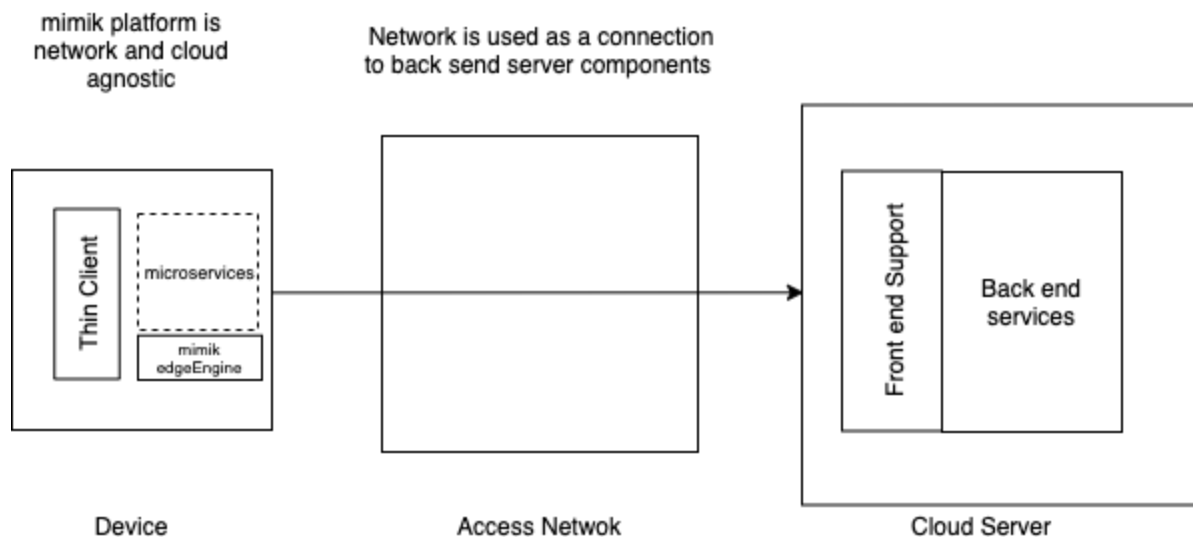 mimik platform is
network and cloud
agnostic
Network is used as a connection
to back send server components
Thin Client
microservices
mimik
edgeEngine
Front end Support
Back end
services
Device
Access Netwok
Cloud Server